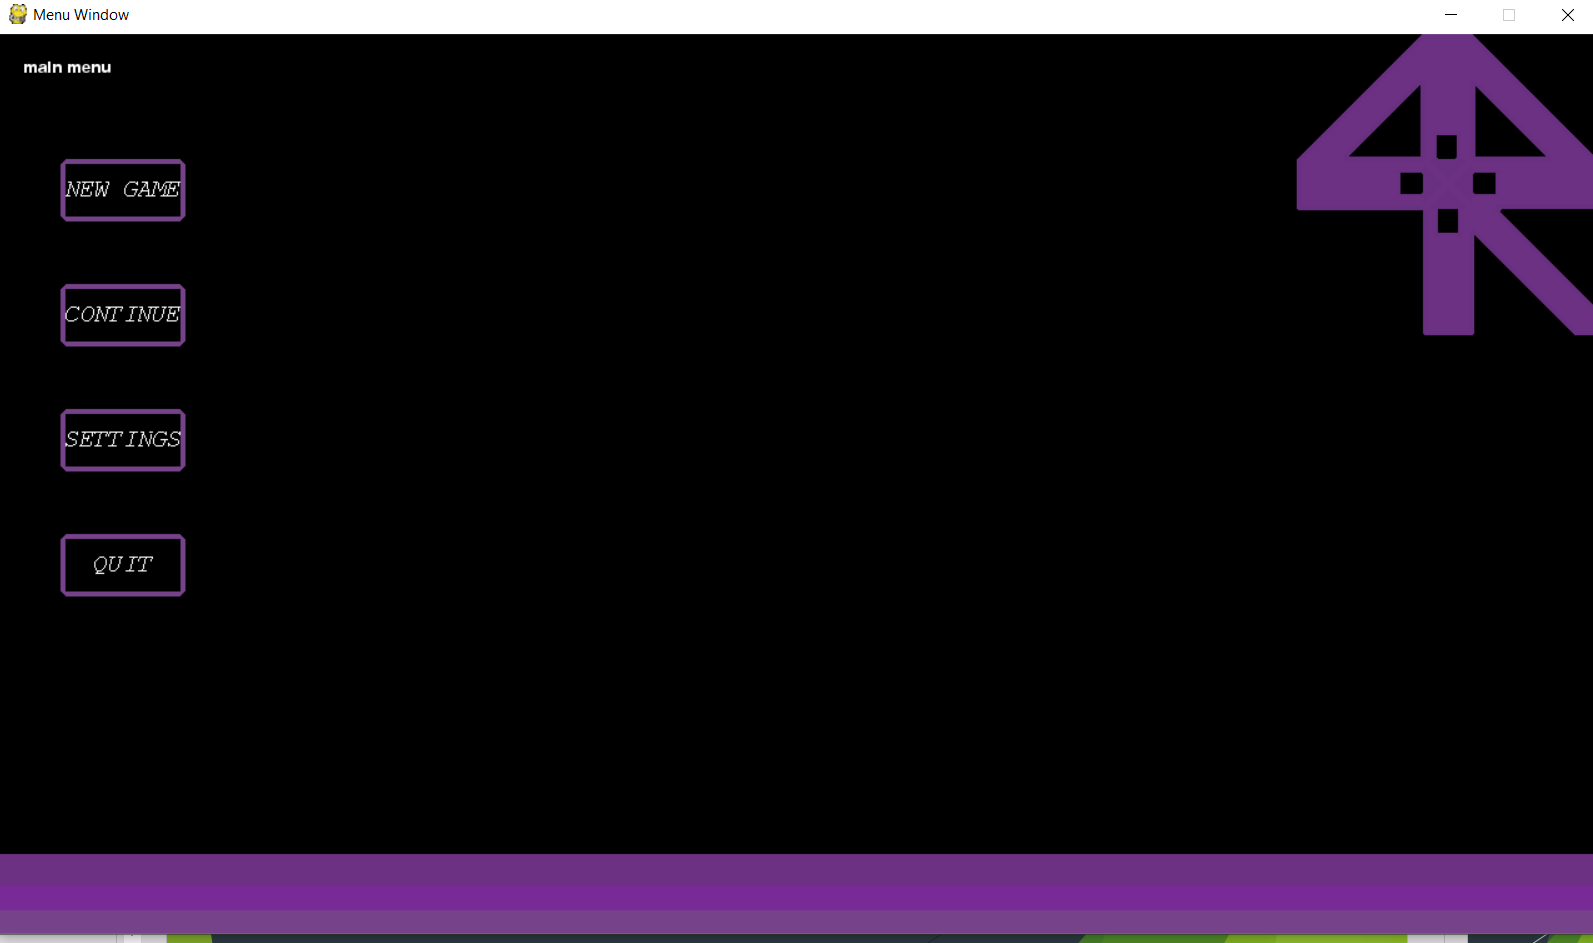 Menu Window
main menu
NEW GAME
CONTINUE
SETTINGS
QUIT